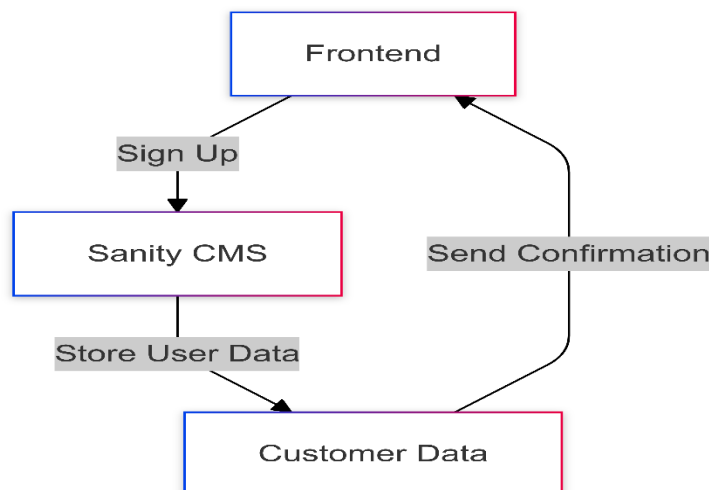 Frontend
Sign Up
Sanity CMS
Send Confirmation
Store User Data
Customer Data